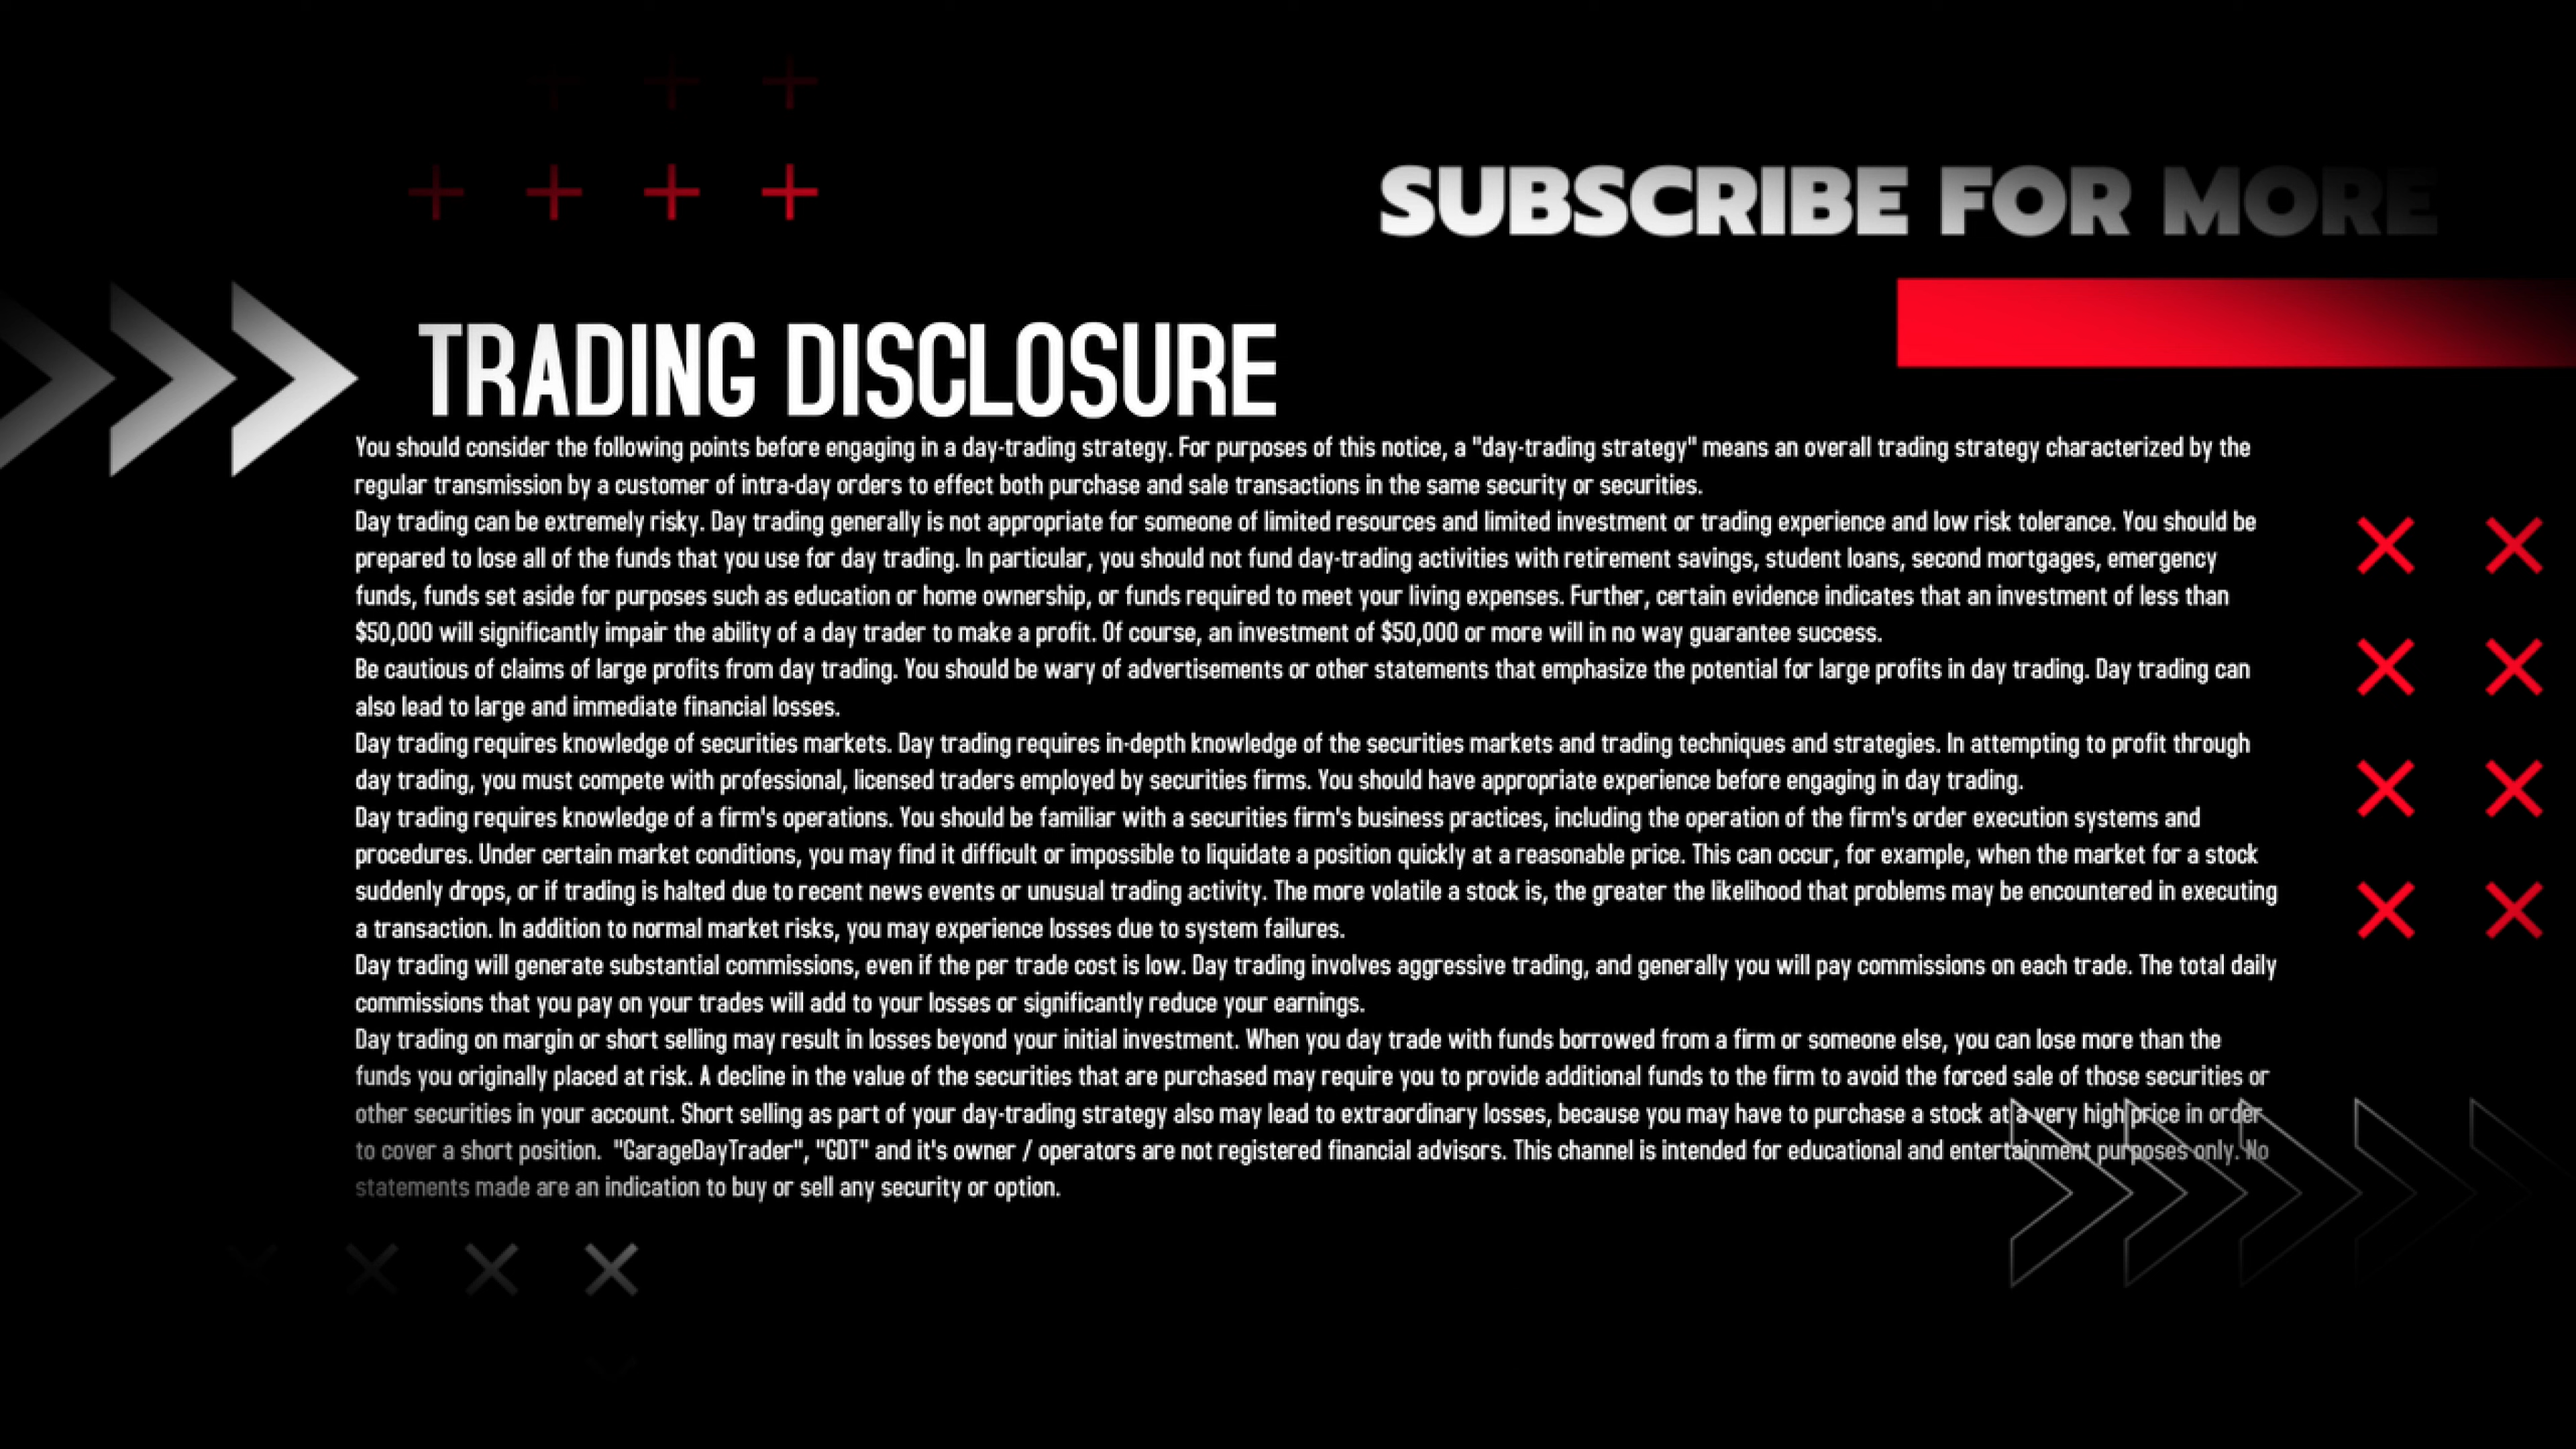 SUBSCRIBE FOR MORE
TRADING DISCLOSURE
You should consider the following points before engaging in a day-trading strategy. For purposes of this notice, a "day-trading strategy" means an overall trading strategy characterized by the
regular transmission by a customer of intra-day orders to effect both purchase and sale transactions in the same security or securities.
Day trading can be extremely risky. Day trading generally is not appropriate for someone of limited resources and limited investment or trading experience and low risk tolerance. You should be
prepared to lose all of the funds that you use for day trading. In particular, you should not fund day-trading activities with retirement savings, student loans, second mortgages, emergency
funds, funds set aside for purposes such as education or home ownership, or funds required to meet your living expenses. Further, certain evidence indicates that an investment of less than
$50,000 will significantly impair the ability of a day trader to make a profit. Of course, an investment of $50,000 or more will in no way guarantee success.
Be cautious of claims of large profits from day trading. You should be wary of advertisements or other statements that emphasize the potential for large profits in day trading. Day trading can
also lead to large and immediate financial losses.
Day trading requires knowledge of securities markets. Day trading requires in-depth knowledge of the securities markets and trading techniques and strategies. In attempting to profit through
day trading, you must compete with professional, licensed traders employed by securities firms. You should have appropriate experience before engaging in day trading.
Day trading requires knowledge of a firm's operations. You should be familiar with a securities firm's business practices, including the operation of the firm's order execution systems and
procedures. Under certain market conditions, you may find it difficult or impossible to liquidate a position quickly at a reasonable price. This can occur, for example, when the market for a stock
suddenly drops, or if trading is halted due to recent news events or unusual trading activity. The more volatile a stock is, the greater the likelihood that problems may be encountered in executing
a transaction. In addition to normal market risks, you may experience losses due to system failures.
Day trading will generate substantial commissions, even if the per trade cost is low. Day trading involves aggressive trading, and generally you will pay commissions on each trade. The total daily
commissions that you pay on your trades will add to your losses or significantly reduce your earnings.
Day trading on margin or short selling may result in losses beyond your initial investment. When you day trade with funds borrowed from a firm or someone else, you can lose more than the
funds you originally placed at risk. A decline in the value of the securities that are purchased may require you to provide additional funds to the firm to avoid the forced sale of those securities or
other securities in your account. Short selling as part of your day-trading strategy also may lead to extraordinary losses, because you may have to purchase a stock at a very high price in order
to cover a short position. "GarageDayTrader", "GDT" and it's owner / operators are not registered financial advisors. This channel is intended for educational and entertainment purposes only. No
statements made are an indication to buy or sell any security or option.